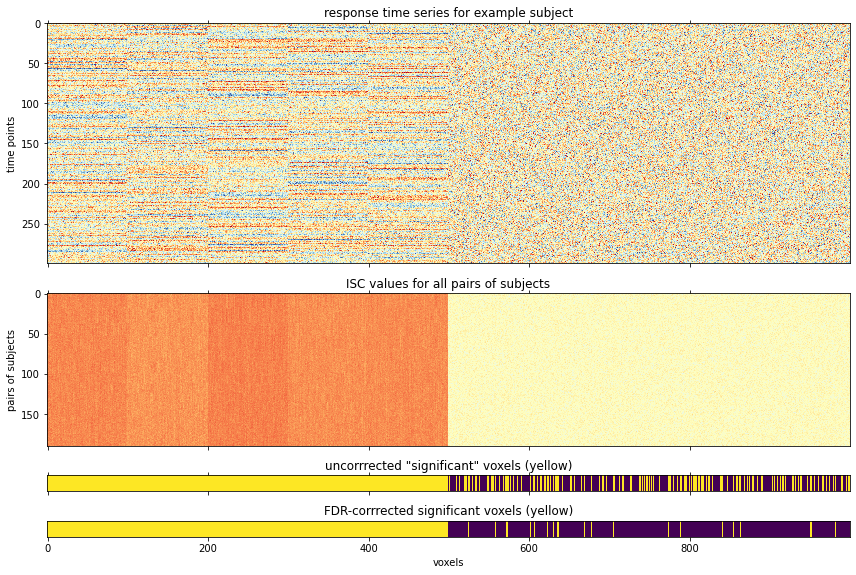 response time series for example subject
0
50
100
150
200
250
time points
ISC values for all pairs of subjects
0
50
100
150
pairs of subjects
uncorrrected "significant" voxels (yellow)
FDR-corrrected significant voxels (yellow)
0 200 400 600 800
voxels